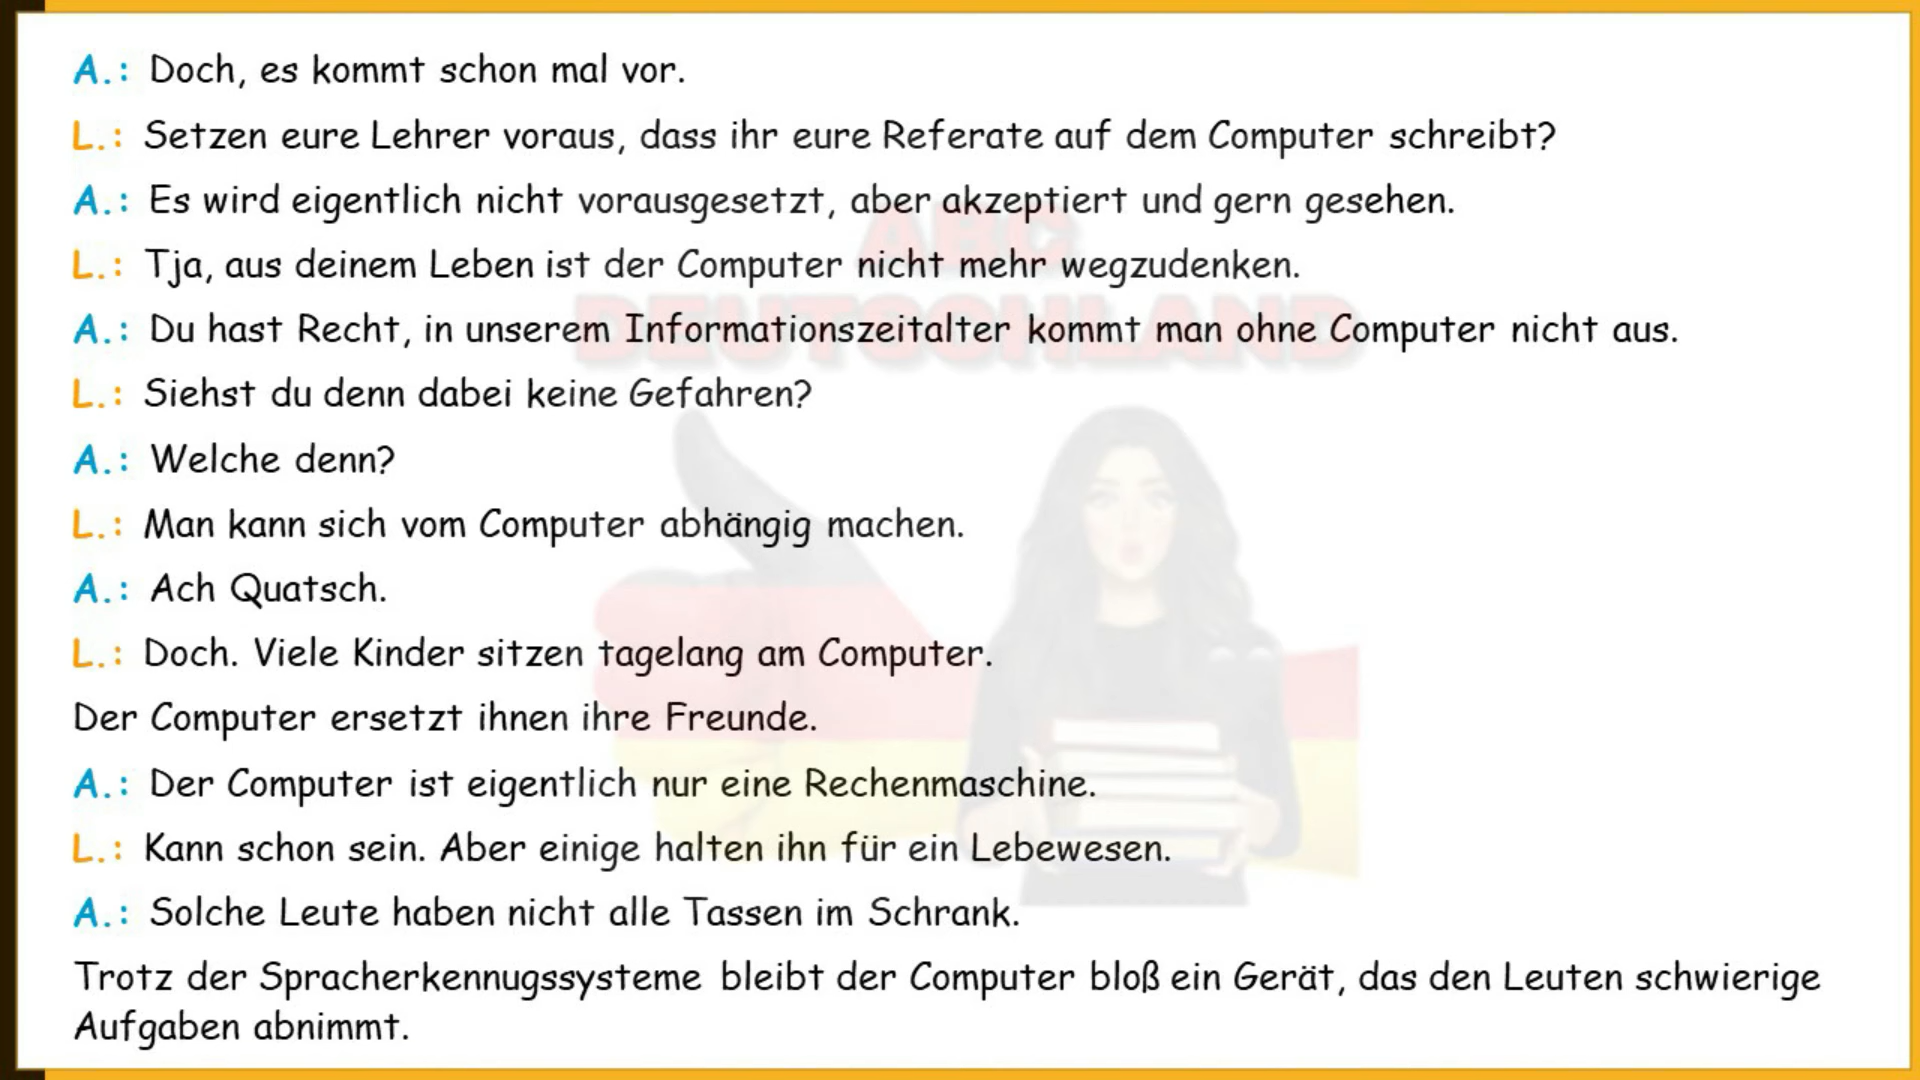 A.: Doch, es kommt schon mal vor.
L.: Setzen eure Lehrer voraus, dass ihr eure Referate auf dem Computer schreibt?
A.: Es wird eigentlich nicht vorausgesetzt, aber akzeptiert und gern gesehen.
L.: Tja, aus deinem Leben ist der Computer nicht mehr wegzudenken.
A.: Du hast Recht, in unserem Informationszeitalter kommt man ohne Computer nicht aus.
L.: Siehst du denn dabei keine Gefahren?
A.: Welche denn?
L.: Man kann sich vom Computer abhängig machen.
A.: Ach Quatsch.
L.: Doch. Viele Kinder sitzen tagelang am Computer.
Der Computer ersetzt ihnen ihre Freunde.
A.: Der Computer ist eigentlich nur eine Rechenmaschine.
L.: Kann schon sein. Aber einige halten ihn für ein Lebewesen.
A.: Solche Leute haben nicht alle Tassen im Schrank.
Trotz der Spracherkennugssysteme bleibt der Computer bloß ein Gerät, das den Leuten schwierige
Aufgaben abnimmt.
ABC
DEUTSCHLAND